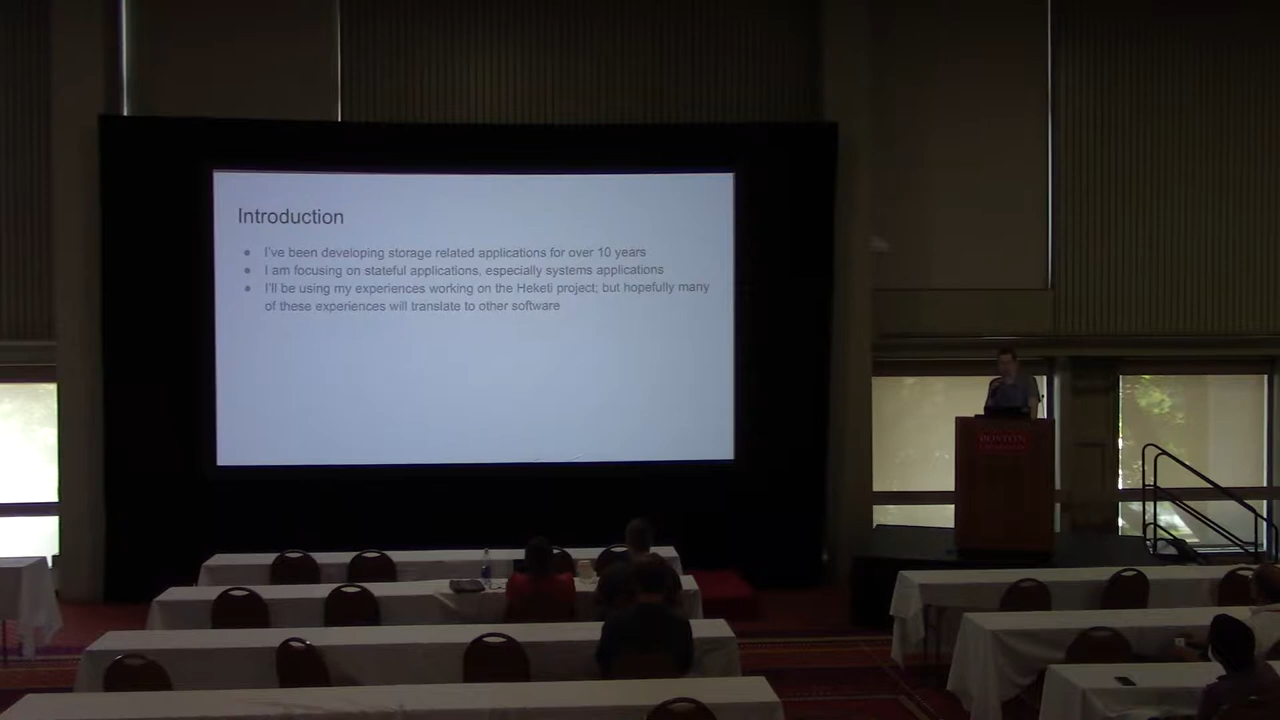 Introduction
● I've been developing storage related applications for over 10 years
● I am focusing on stateful applications, especially systems applications
● I'll be using my experiences working on the Heketi project; but hopefully many
of these experiences will translate to other software
BOSTON